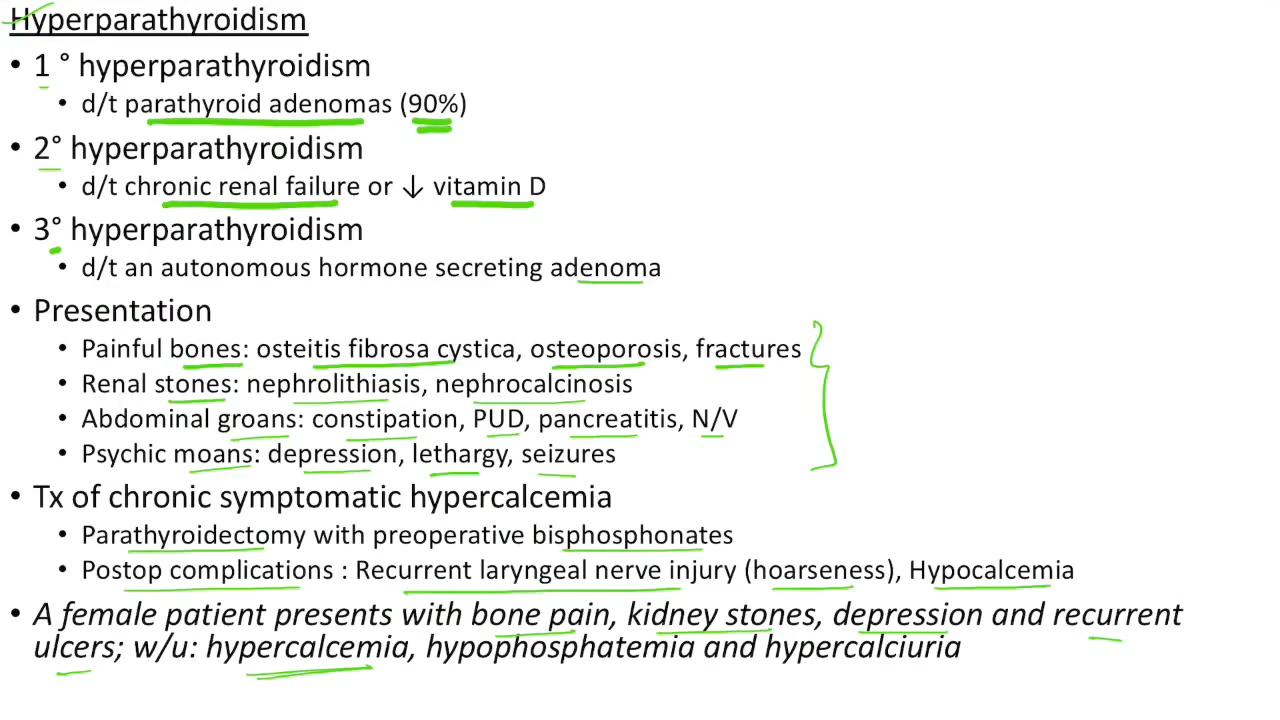 Hyperparathyroidism
• 1 ° hyperparathyroidism
• d/t parathyroid adenomas (90%)
• 2° hyperparathyroidism
• d/t chronic renal failure or ↓ vitamin D
• 3° hyperparathyroidism
• d/t an autonomous hormone secreting adenoma
• Presentation
• Painful bones: osteitis fibrosa cystica, osteoporosis, fractures
• Renal stones: nephrolithiasis, nephrocalcinosis
• Abdominal groans: constipation, PUD, pancreatitis, N/V
• Psychic moans: depression, lethargy, seizures
• Tx of chronic symptomatic hypercalcemia
• Parathyroidectomy with preoperative bisphosphonates
• Postop complications : Recurrent laryngeal nerve injury (hoarseness), Hypocalcemia
• A female patient presents with bone pain, kidney stones, depression and recurrent
ulcers; w/u: hypercalcemia, hypophosphatemia and hypercalciuria